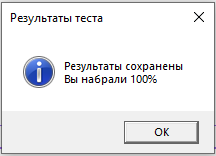 Результаты теста
Результаты сохранены
Вы набрали 100%
OK